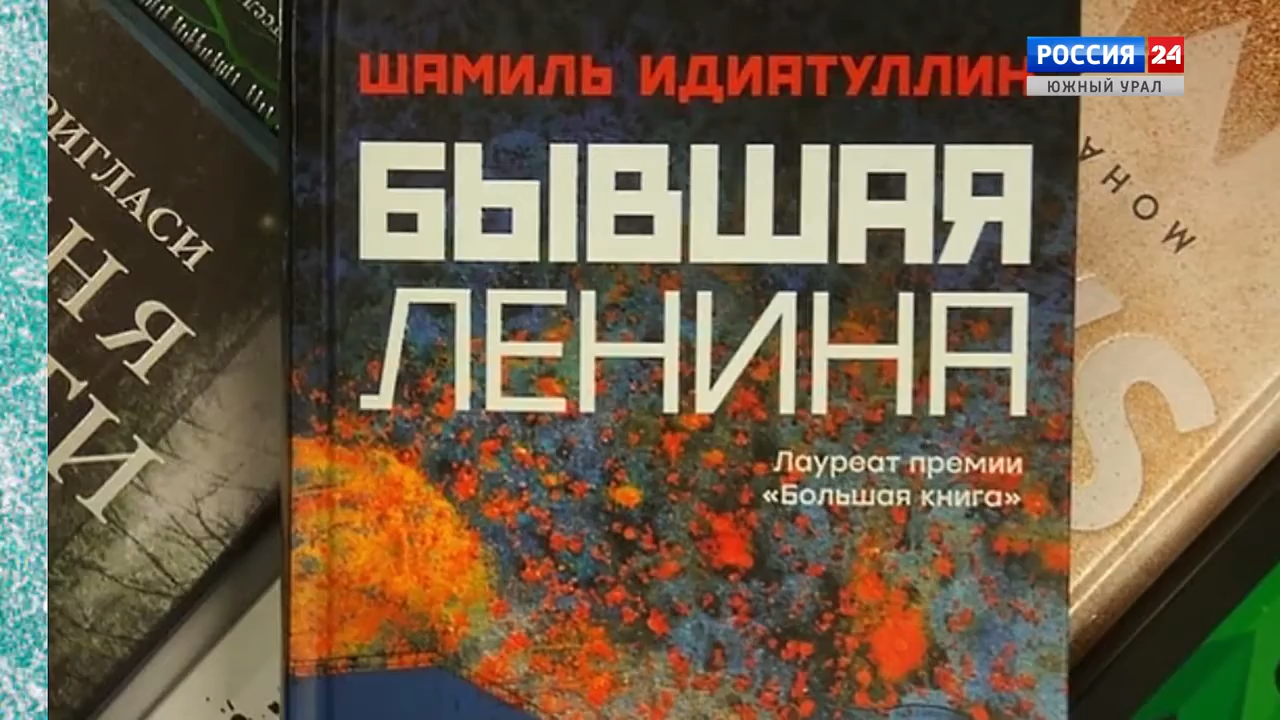 ШАМИЛЬ ИДИАТУЛЛИН
БЫВШАЯ
ЛЕНИНА
Лауреат премии
«Большая книга»
РОССИЯ 24
ЮЖНЫЙ УРАЛ